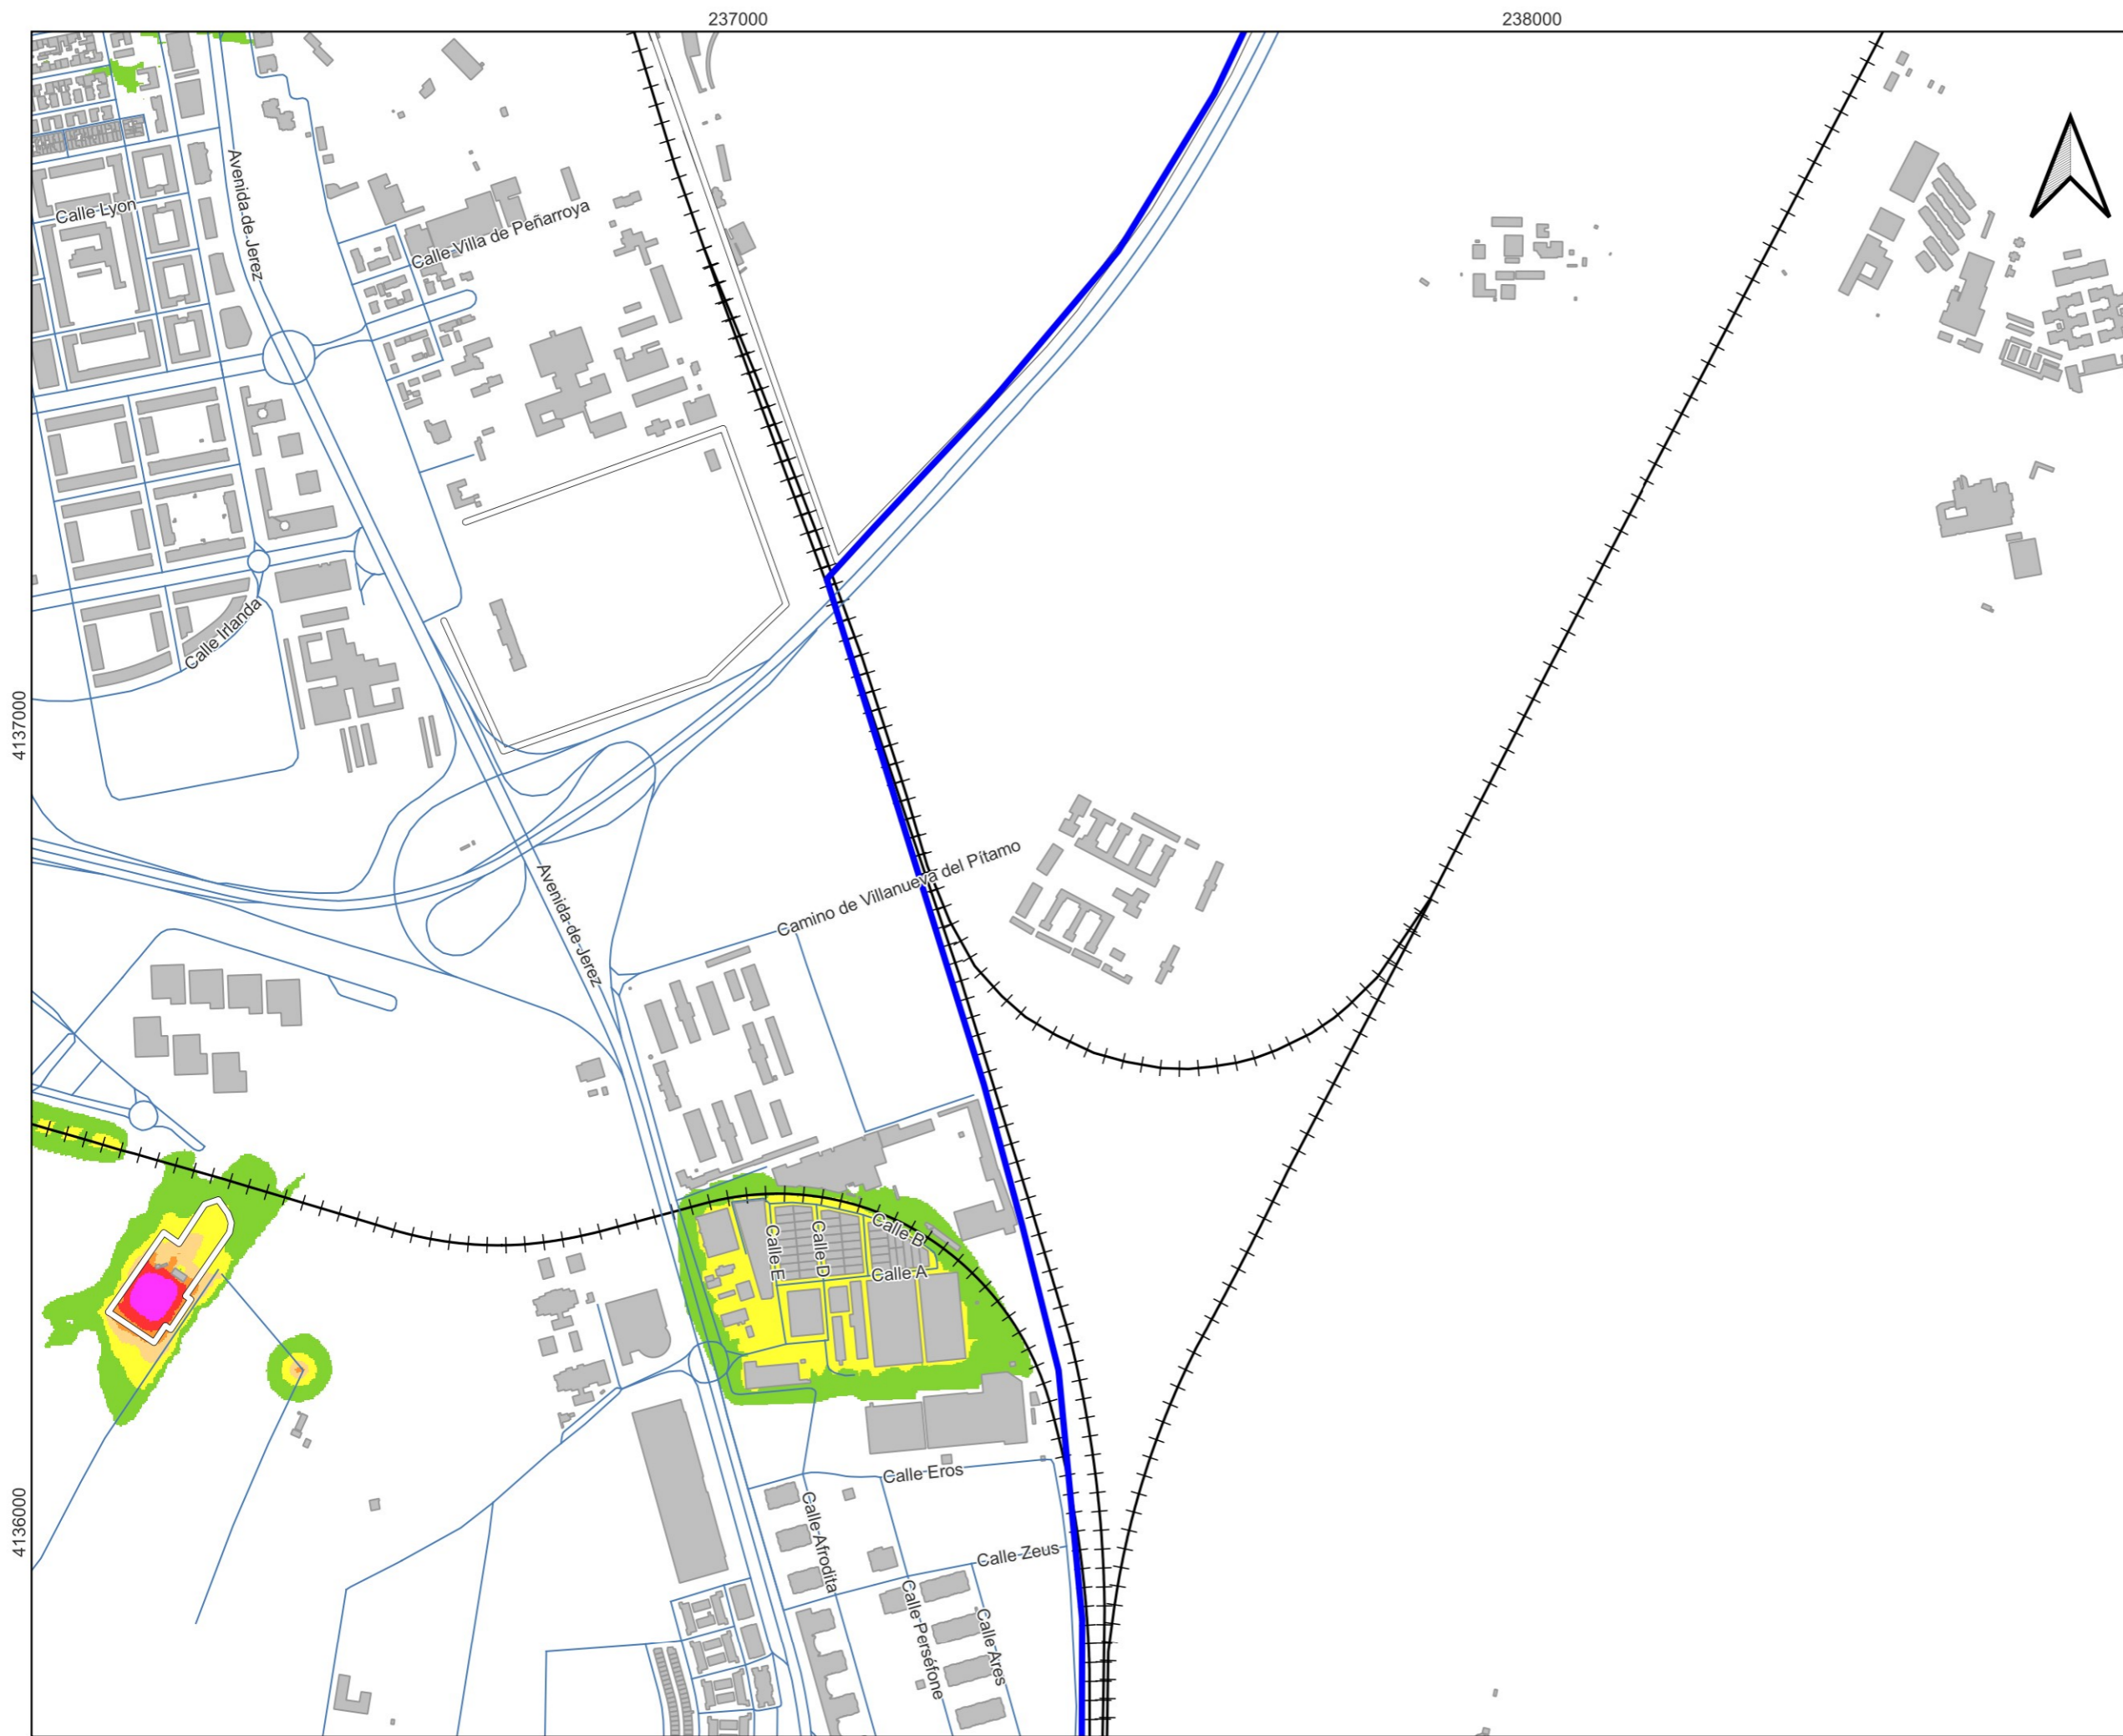 237000
238000
Calle Lyon
Avenida de Jerez
Calle Villa de Peñarroya
Calle Irlanda
4137000
Avenida de Jerez
Camino de Villanueva del Pítamo
Calle B
Calle E
Calle D
Calle A
4136000
Calle Eros
Calle Afrodita
Calle Zeus
Calle Perséfone
Calle Ares